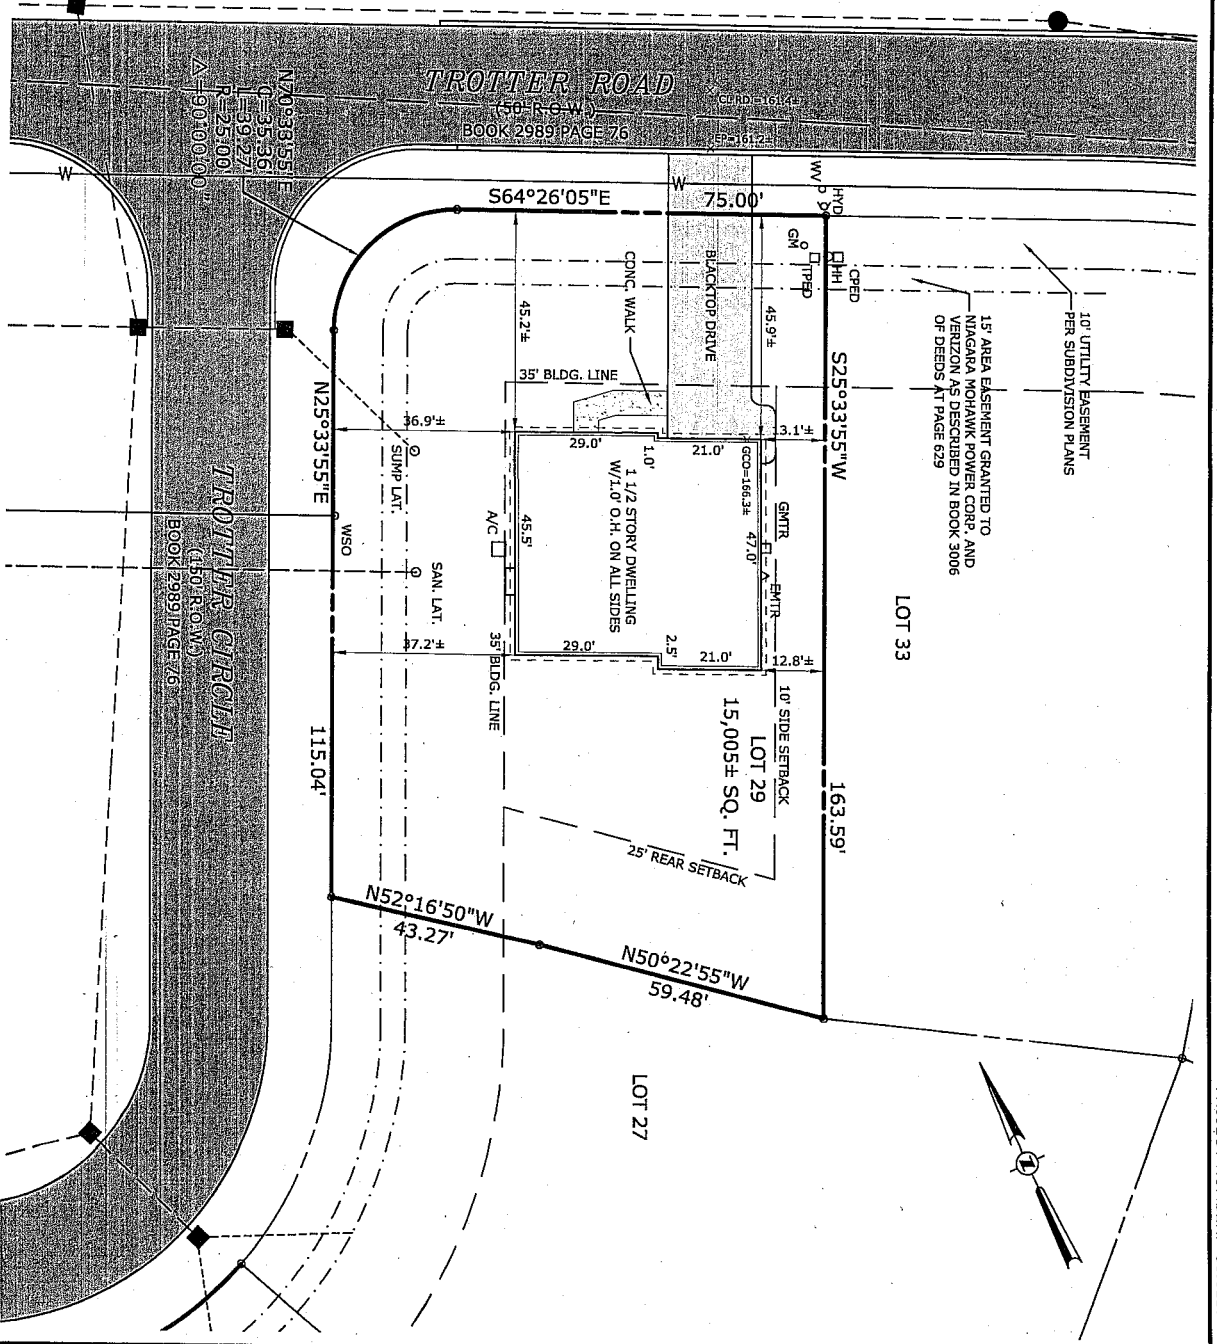 TROTTER ROAD
(50' R.O.W.)
BOOK 2989 PAGE 76
CL RD=161.4±
EP=161.2±
N70°33'55"E
C=35.36'
L=39.27'
R=25.00'
Δ=90°00'00"
W
W
S64°26'05"E
75.00'
WV
HYD
GM
TPED
HH
CPED
10' UTILITY EASEMENT
PER SUBDIVISION PLANS
15' AREA EASEMENT GRANTED TO
NIAGARA MOHAWK POWER CORP. AND
VERIZON AS DESCRIBED IN BOOK 3006
OF DEEDS AT PAGE 629
CONC. WALK
BLACKTOP DRIVE
45.2'±
45.9'±
S25°33'55"W
163.59'
35' BLDG. LINE
36.9'±
29.0'
1.0'
21.0'
13.1'±
GCO=166.3±
N25°33'55"E
115.04'
SUMP LAT.
A/C
45.5'
1 1/2 STORY DWELLING
W/1.0' O.H. ON ALL SIDES
47.0'
GMTR
EMTR
WSO
SAN. LAT.
TROTTER CIRCLE
(150' R.O.W.)
BOOK 2989 PAGE 76
37.2'±
35' BLDG. LINE
29.0'
2.5'
21.0'
12.8'±
LOT 33
10' SIDE SETBACK
LOT 29
15,005± SQ. FT.
25' REAR SETBACK
N52°16'50"W
43.27'
N50°22'55"W
59.48'
LOT 27
N